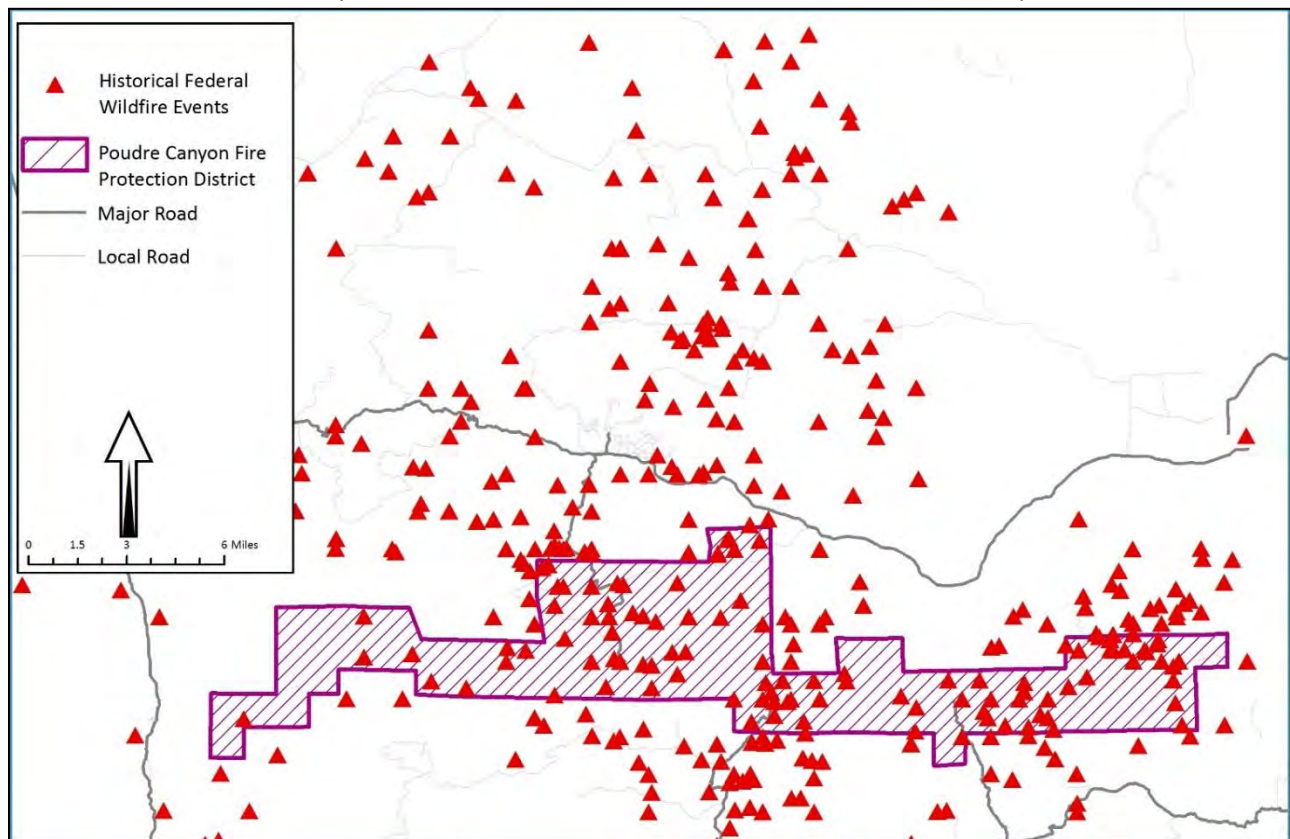 Historical Federal
Wildfire Events
Poudre Canyon Fire
Protection District
Major Road
Local Road
0 1.5 3 6 Miles